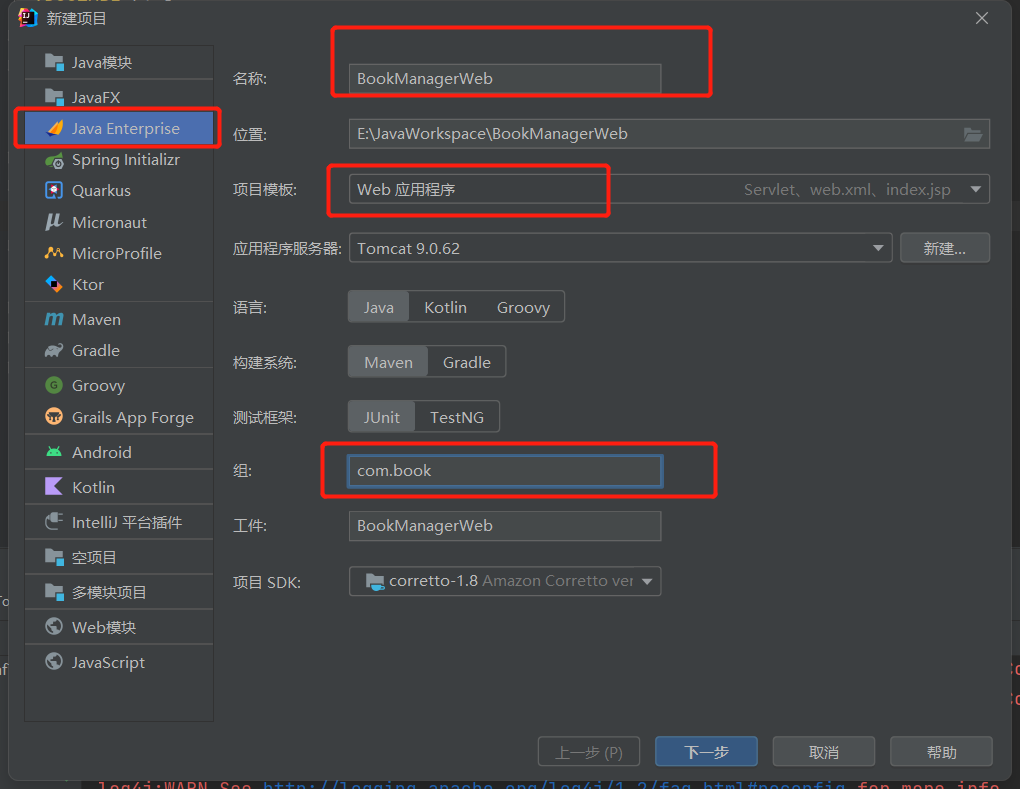 新建项目
Java模块
JavaFX
Java Enterprise
Spring Initializr
Quarkus
Micronaut
MicroProfile
Ktor
Maven
Gradle
Groovy
Grails App Forge
Android
Kotlin
IntelliJ 平台插件
空项目
多模块项目
Web模块
JavaScript
名称: BookManagerWeb
位置: E:\JavaWorkspace\BookManagerWeb
项目模板: Web 应用程序 Servlet、web.xml、index.jsp
应用程序服务器: Tomcat 9.0.62 新建...
语言: Java Kotlin Groovy
构建系统: Maven Gradle
测试框架: JUnit TestNG
组: com.book
工件: BookManagerWeb
项目 SDK: corretto-1.8 Amazon Corretto ver
上一步 (P) 下一步 取消 帮助
log4j:WARN See http://logging.apache.org/log4j/1.2/faq.html#noconfig for more info